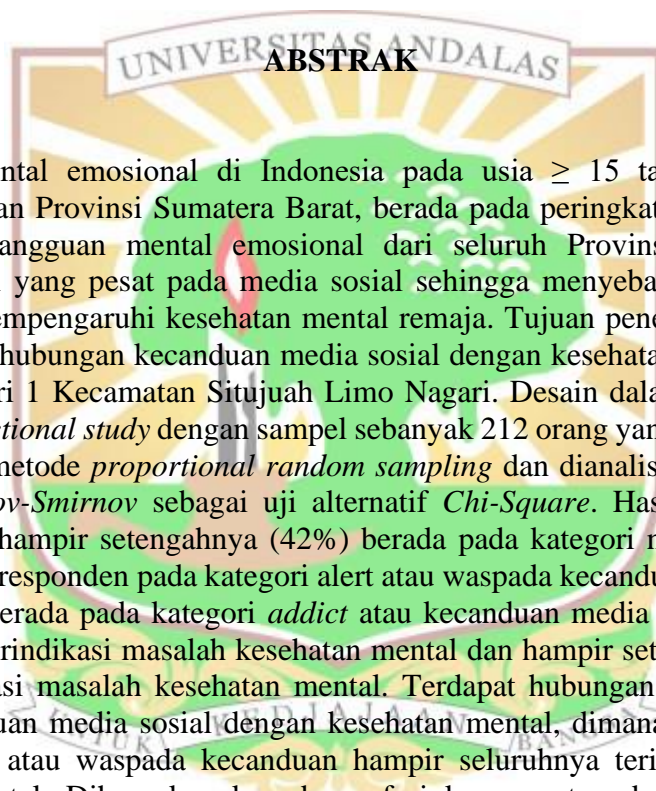 UNIVERSITAS ANDALAS
ABSTRAK
ntal emosional di Indonesia pada usia ≥ 15 ta
an Provinsi Sumatera Barat, berada pada peringkat
angguan mental emosional dari seluruh Provins
yang pesat pada media sosial sehingga menyeba
empengaruhi kesehatan mental remaja. Tujuan pene
hubungan kecanduan media sosial dengan kesehata
ri 1 Kecamatan Situjuah Limo Nagari. Desain dala
ctional study dengan sampel sebanyak 212 orang yan
metode proportional random sampling dan dianalis
ov-Smirnov sebagai uji alternatif Chi-Square. Has
hampir setengahnya (42%) berada pada kategori n
responden pada kategori alert atau waspada kecandu
erada pada kategori addict atau kecanduan media
rindikasi masalah kesehatan mental dan hampir set
asi masalah kesehatan mental. Terdapat hubungan
uan media sosial dengan kesehatan mental, dimana
atau waspada kecanduan hampir seluruhnya teri
UNTUK KEDJAJAAN BANGSA